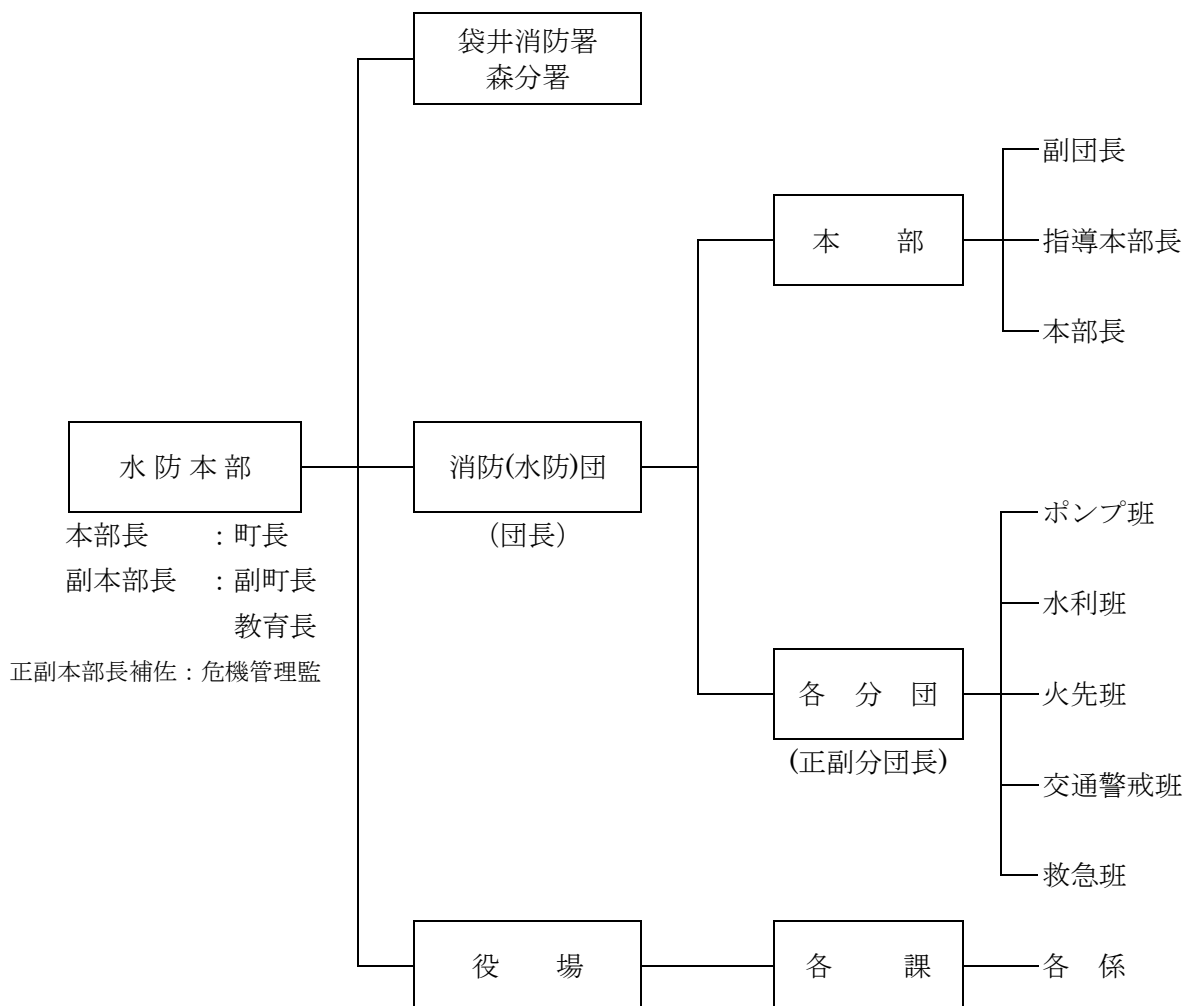 袋井消防署
森分署
副団長
本　　部
指導本部長
本部長
水 防 本 部
消防(水防)団
(団長）
本部長　　：町長
副本部長　：副町長
教育長
正副本部長補佐：危機管理監
ポンプ班
水利班
各　分　団
(正副分団長)
火先班
交通警戒班
救急班
役　　場
各　　課
各　係